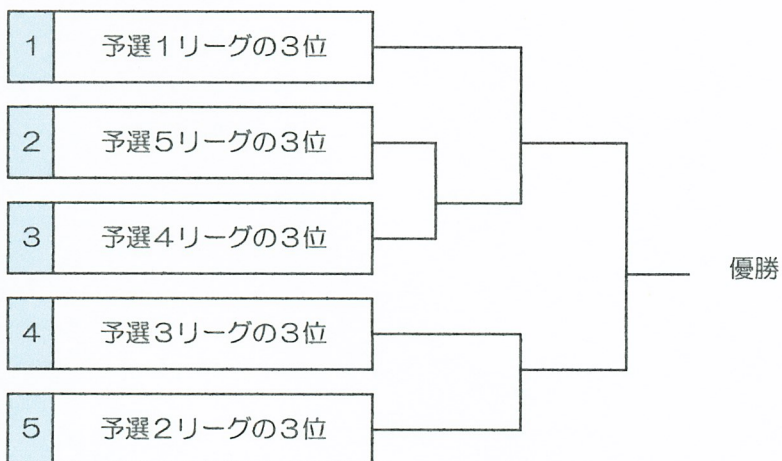 1 予選1リーグの3位
2 予選5リーグの3位
3 予選4リーグの3位
優勝
4 予選3リーグの3位
5 予選2リーグの3位